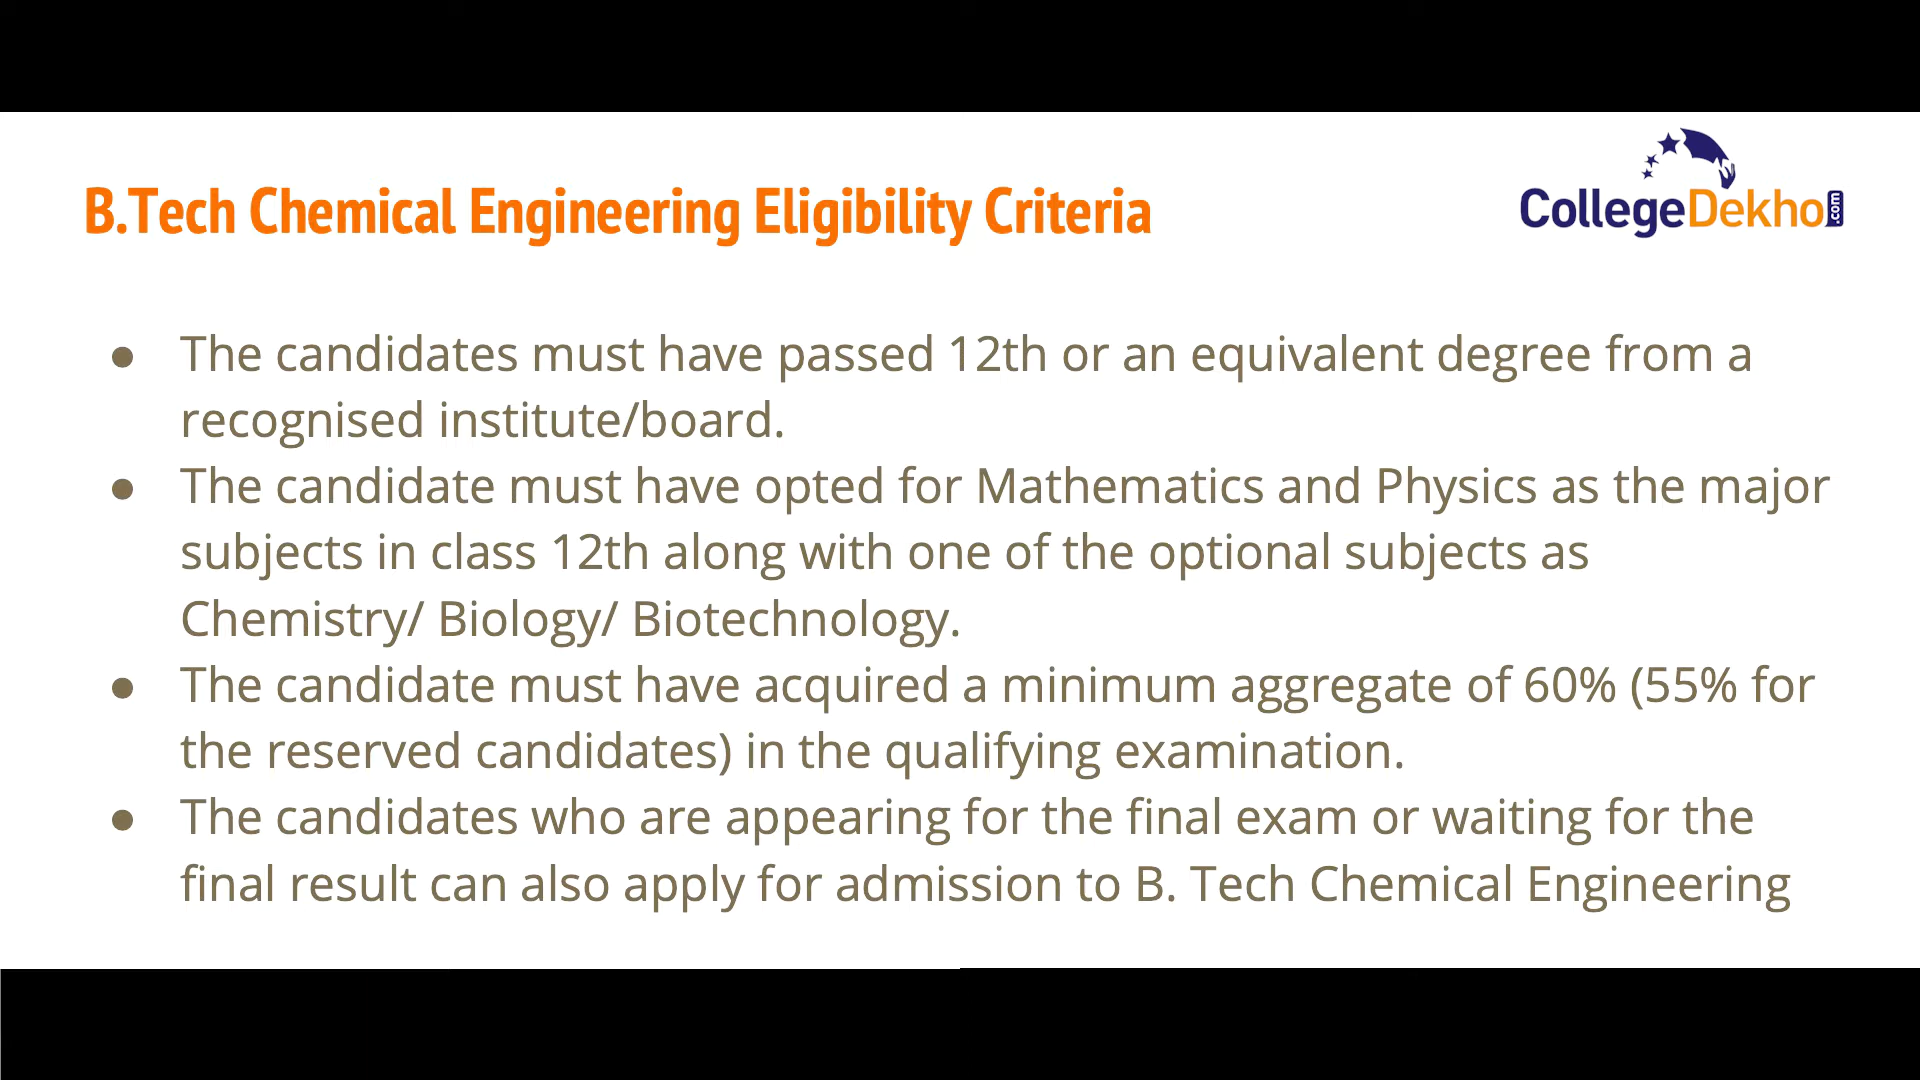 B.Tech Chemical Engineering Eligibility Criteria
CollegeDekho.com
● The candidates must have passed 12th or an equivalent degree from a
recognised institute/board.
● The candidate must have opted for Mathematics and Physics as the major
subjects in class 12th along with one of the optional subjects as
Chemistry/ Biology/ Biotechnology.
● The candidate must have acquired a minimum aggregate of 60% (55% for
the reserved candidates) in the qualifying examination.
● The candidates who are appearing for the final exam or waiting for the
final result can also apply for admission to B. Tech Chemical Engineering